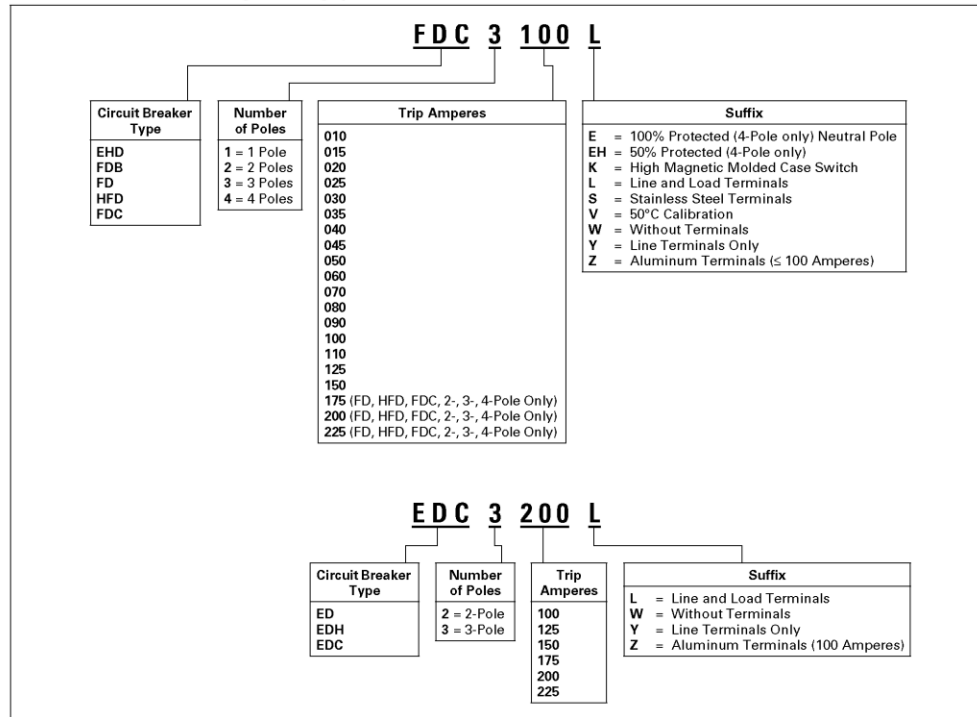 FDC 3 100 L
Circuit Breaker
Type
EHD
FDB
FD
HFD
FDC
Number
of Poles
1 = 1 Pole
2 = 2 Poles
3 = 3 Poles
4 = 4 Poles
Trip Amperes
010
015
020
025
030
035
040
045
050
060
070
080
090
100
110
125
150
175 (FD, HFD, FDC, 2-, 3-, 4-Pole Only)
200 (FD, HFD, FDC, 2-, 3-, 4-Pole Only)
225 (FD, HFD, FDC, 2-, 3-, 4-Pole Only)
Suffix
E = 100% Protected (4-Pole only) Neutral Pole
EH = 50% Protected (4-Pole only)
K = High Magnetic Molded Case Switch
L = Line and Load Terminals
S = Stainless Steel Terminals
V = 50°C Calibration
W = Without Terminals
Y = Line Terminals Only
Z = Aluminum Terminals (≤ 100 Amperes)
EDC 3 200 L
Circuit Breaker
Type
ED
EDH
EDC
Number
of Poles
2 = 2-Pole
3 = 3-Pole
Trip
Amperes
100
125
150
175
200
225
Suffix
L = Line and Load Terminals
W = Without Terminals
Y = Line Terminals Only
Z = Aluminum Terminals (100 Amperes)